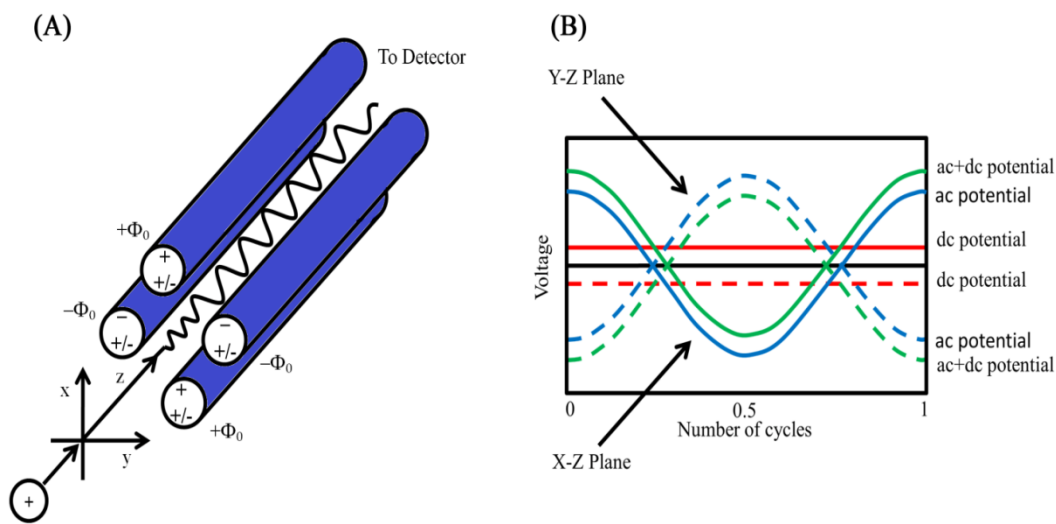 (A)
To Detector
+Φ₀
+
+/-
−Φ₀
−
+/-
−
+/-
−Φ₀
z
+
+/-
+Φ₀
x
y
+
(B)
Y-Z Plane
ac+dc potential
ac potential
dc potential
dc potential
ac potential
ac+dc potential
Voltage
0
0.5
1
Number of cycles
X-Z Plane